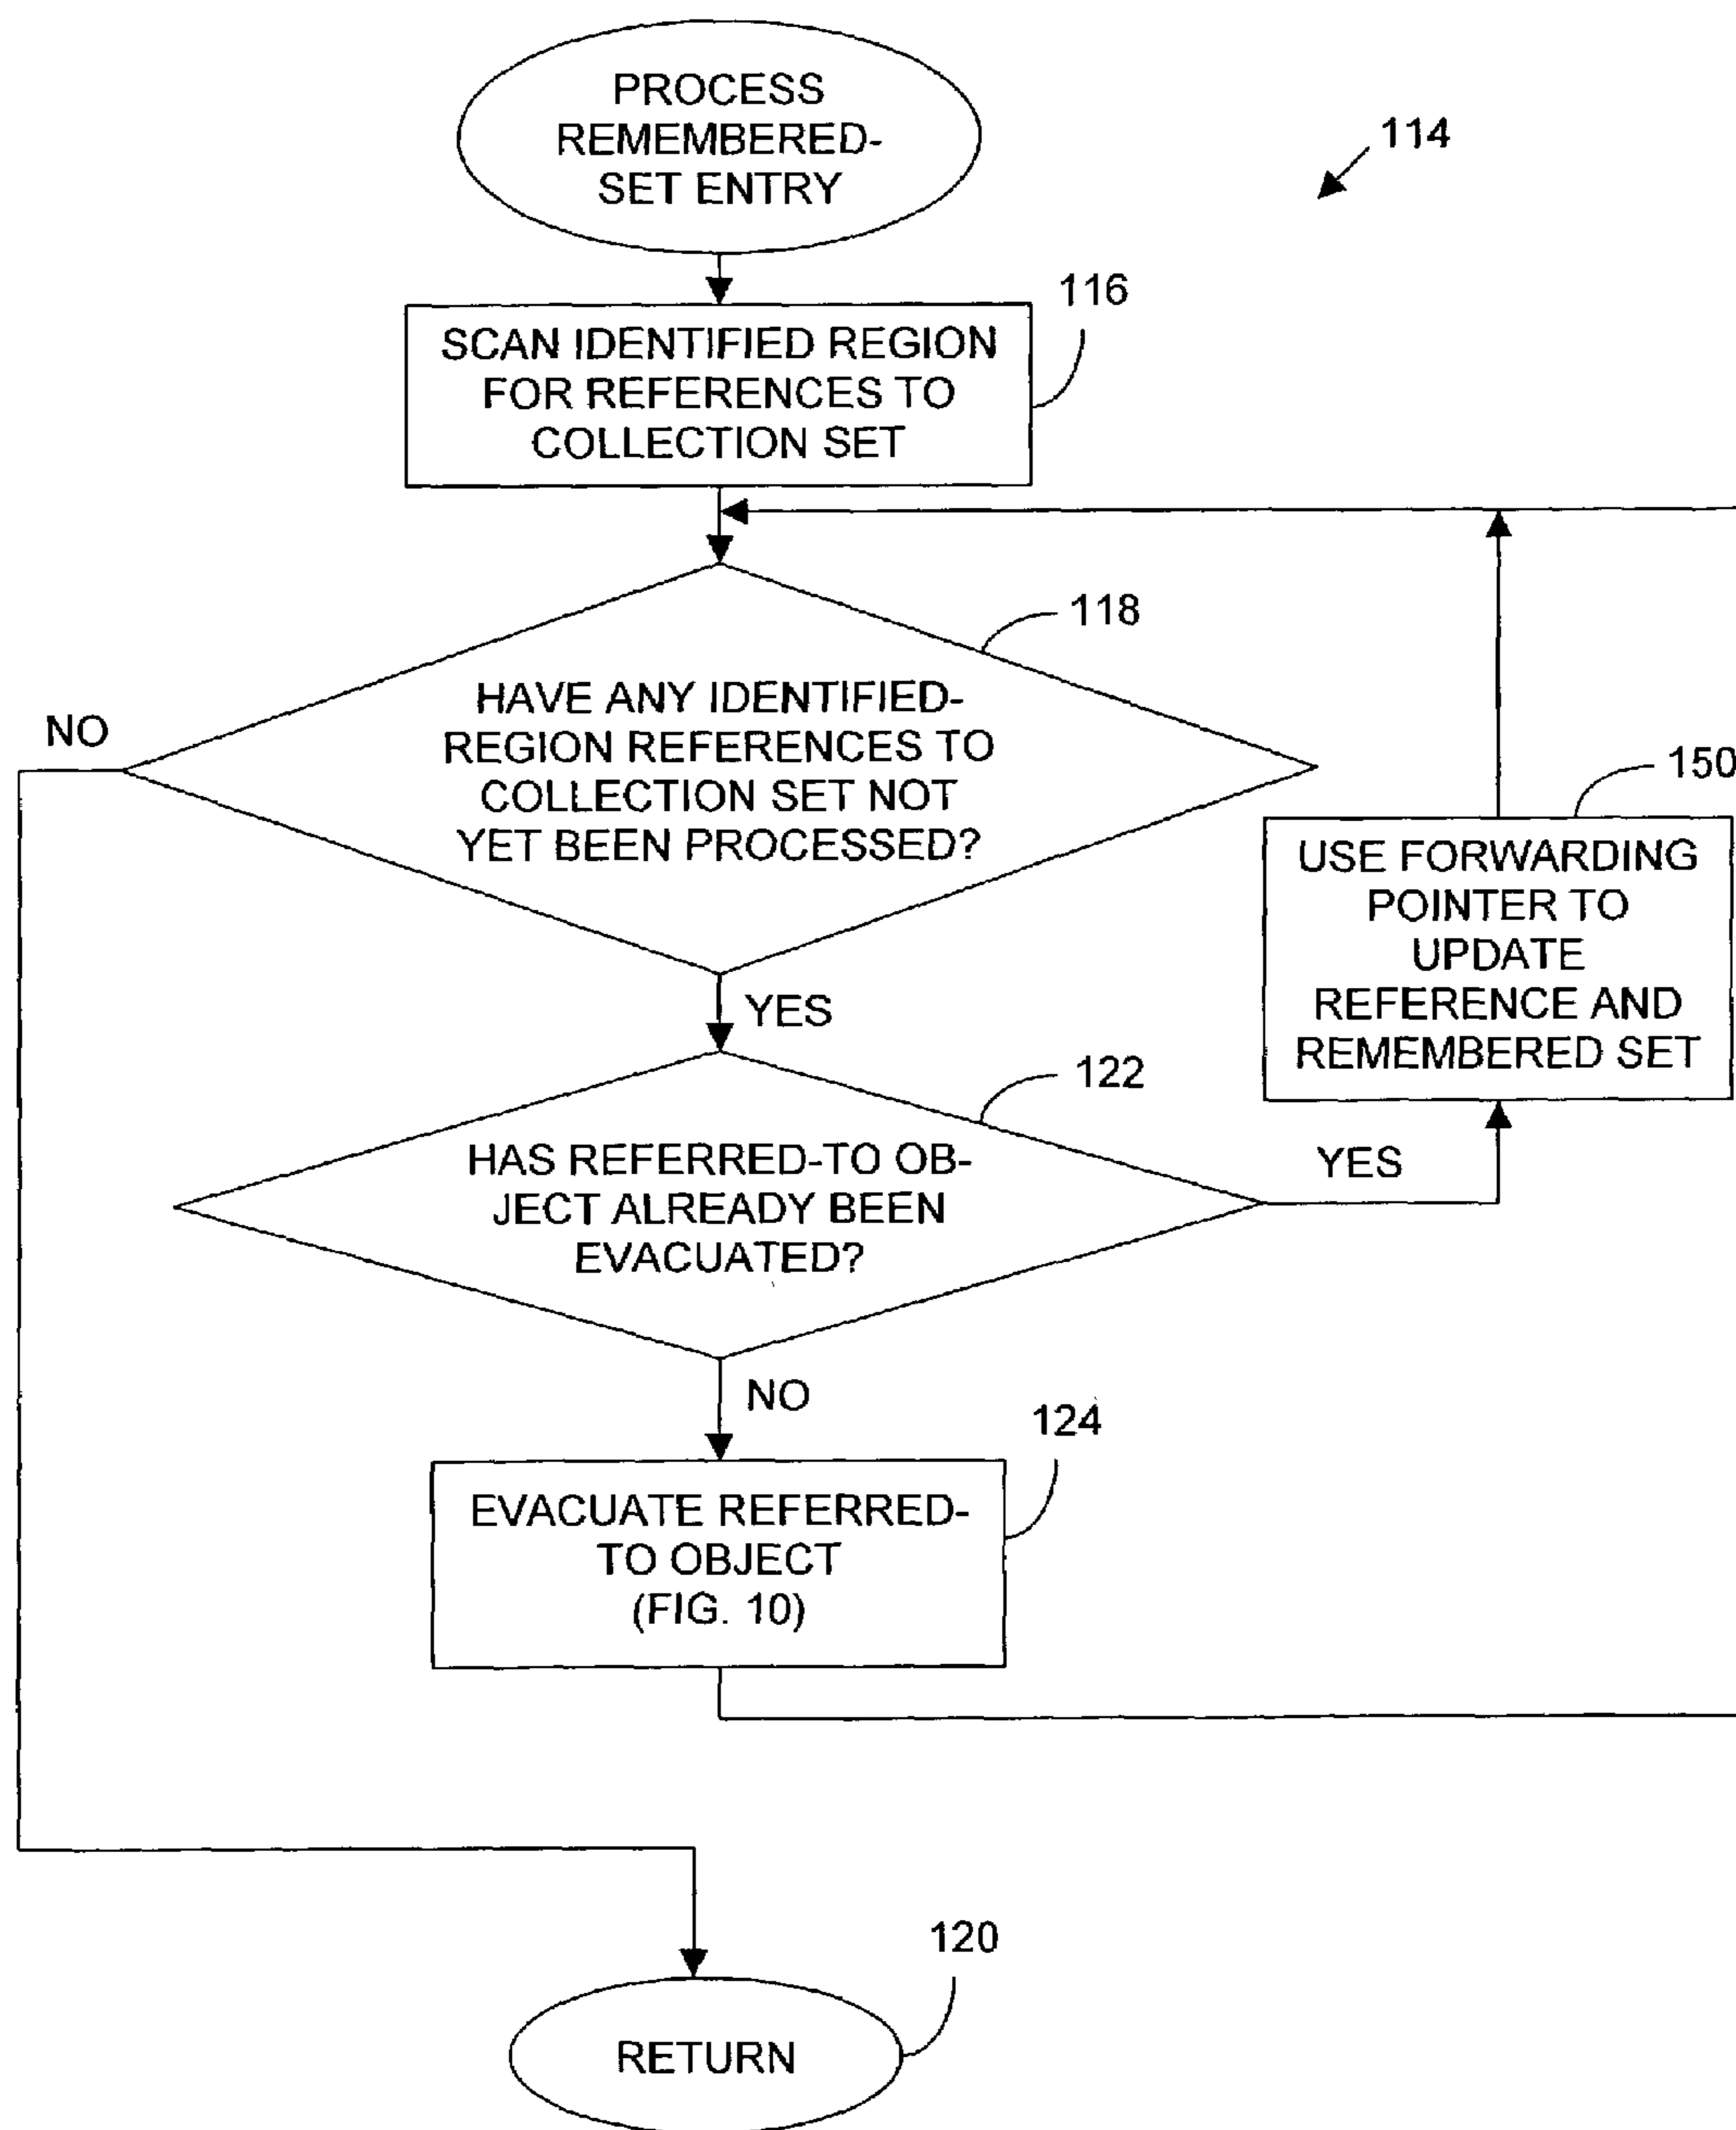 PROCESS
REMEMBERED-
SET ENTRY
114
116
SCAN IDENTIFIED REGION
FOR REFERENCES TO
COLLECTION SET
118
HAVE ANY IDENTIFIED-
REGION REFERENCES TO
COLLECTION SET NOT
YET BEEN PROCESSED?
NO
YES
150
USE FORWARDING
POINTER TO
UPDATE
REFERENCE AND
REMEMBERED SET
122
HAS REFERRED-TO OB-
JECT ALREADY BEEN
EVACUATED?
YES
NO
124
EVACUATE REFERRED-
TO OBJECT
(FIG. 10)
120
RETURN